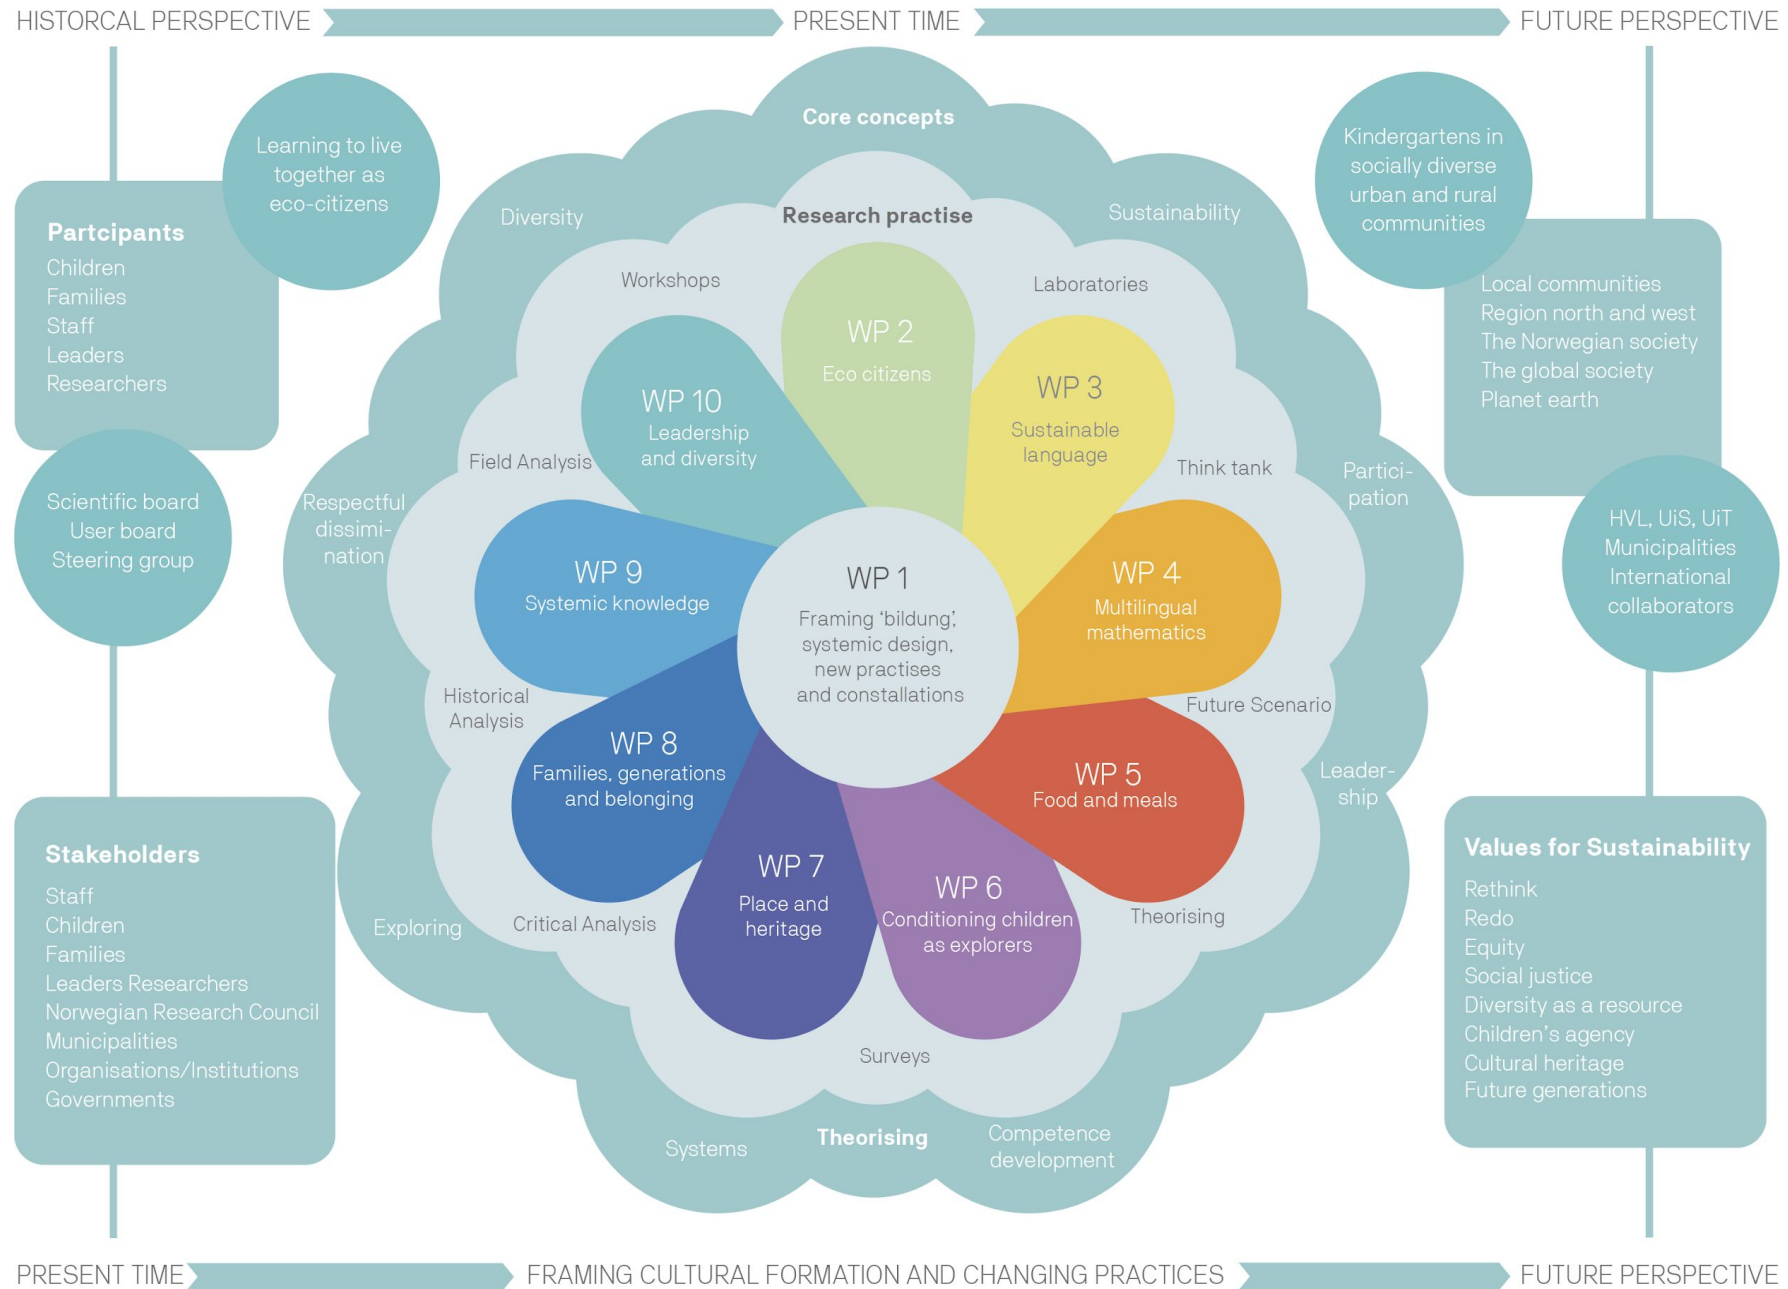 HISTORCAL PERSPECTIVE
PRESENT TIME
FUTURE PERSPECTIVE
Learning to live
together as
eco-citizens
Partcipants
Children
Families
Staff
Leaders
Researchers
Scientific board
User board
Steering group
Stakeholders
Staff
Children
Families
Leaders Researchers
Norwegian Research Council
Municipalities
Organisations/Institutions
Governments
Core concepts
Diversity
Sustainability
Respectful
dissimi-
nation
Partici-
pation
Exploring
Leader-
ship
Systems
Theorising
Competence
development
Research practise
Workshops
Laboratories
Field Analysis
Think tank
Historical
Analysis
Future Scenario
Critical Analysis
Theorising
Surveys
WP 1
Framing ‘bildung’,
systemic design,
new practises
and constallations
WP 2
Eco citizens
WP 3
Sustainable
language
WP 4
Multilingual
mathematics
WP 5
Food and meals
WP 6
Conditioning children
as explorers
WP 7
Place and
heritage
WP 8
Families, generations
and belonging
WP 9
Systemic knowledge
WP 10
Leadership
and diversity
Kindergartens in
socially diverse
urban and rural
communities
Local communities
Region north and west
The Norwegian society
The global society
Planet earth
HVL, UiS, UiT
Municipalities
International
collaborators
Values for Sustainability
Rethink
Redo
Equity
Social justice
Diversity as a resource
Children’s agency
Cultural heritage
Future generations
PRESENT TIME
FRAMING CULTURAL FORMATION AND CHANGING PRACTICES
FUTURE PERSPECTIVE